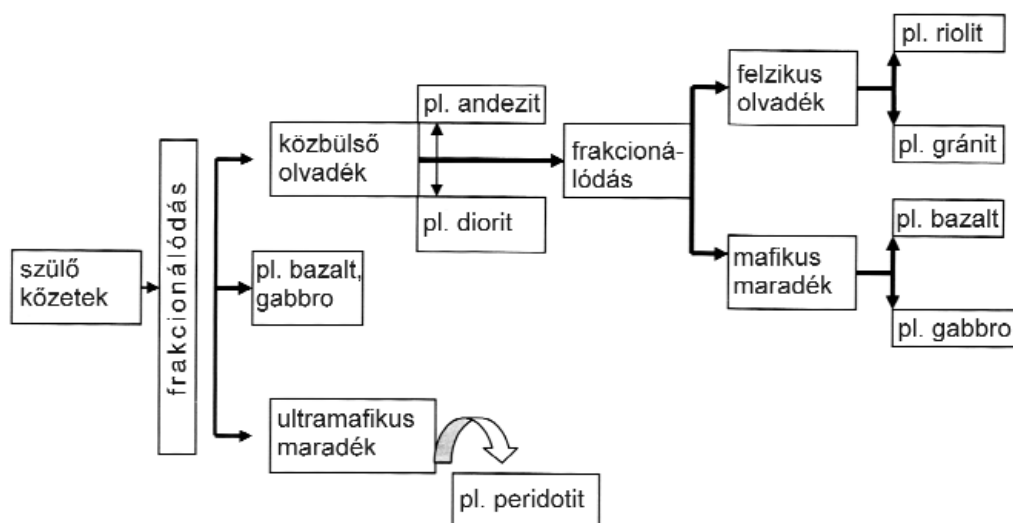 szülő
kőzetek
frakcionálódás
közbülső
olvadék
pl. andezit
pl. diorit
pl. bazalt,
gabbro
ultramafikus
maradék
pl. peridotit
frakcioná-
lódás
felzikus
olvadék
pl. riolit
pl. gránit
mafikus
maradék
pl. bazalt
pl. gabbro